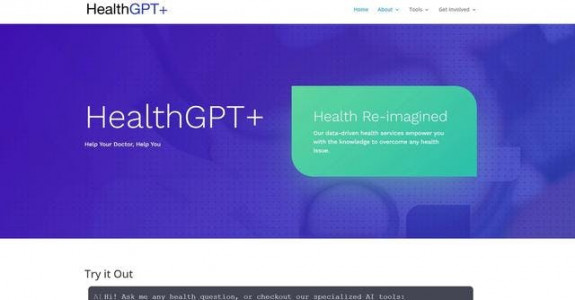 HealthGPT+
Home About Tools Get Involved
HealthGPT+
Help Your Doctor, Help You
Health Re-imagined
Our data-driven health services empower you
with the knowledge to overcome any health
issue.
Try it Out
AI Hi! Ask me any health question, or checkout our specialized AI tools: